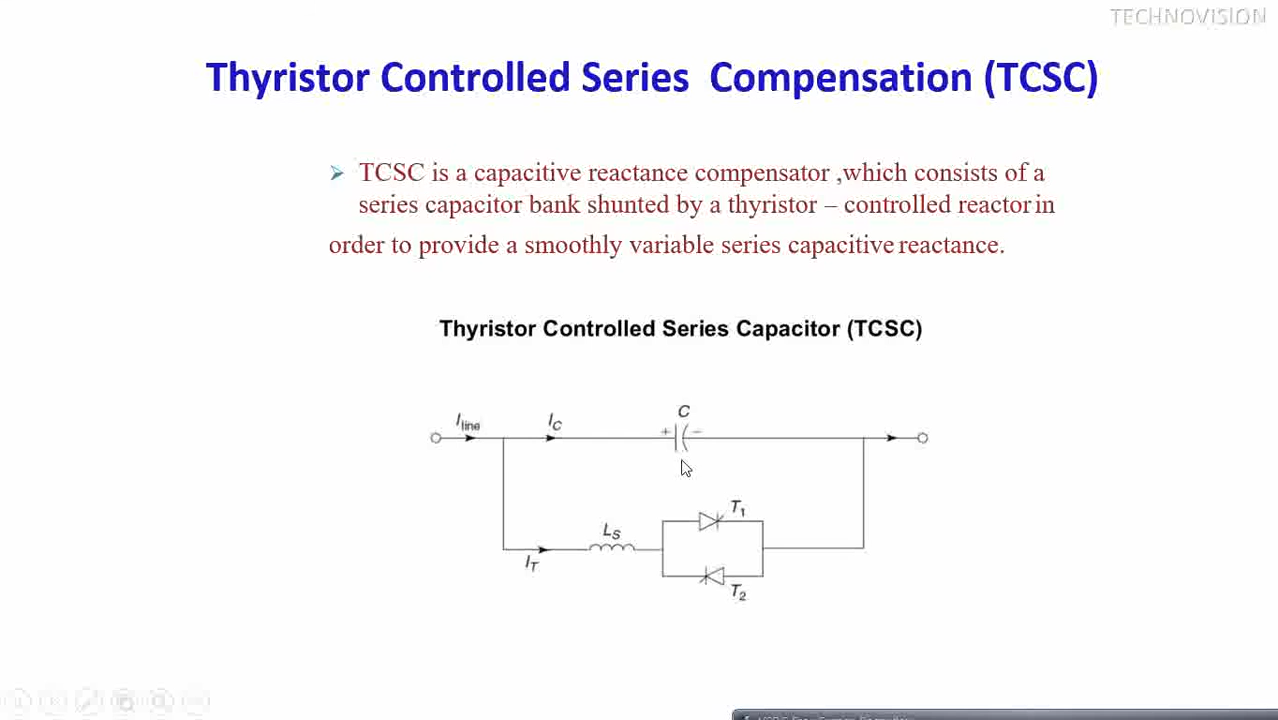 TECHNOVISION
Thyristor Controlled Series Compensation (TCSC)
TCSC is a capacitive reactance compensator ,which consists of a
series capacitor bank shunted by a thyristor – controlled reactor in
order to provide a smoothly variable series capacitive reactance.
Thyristor Controlled Series Capacitor (TCSC)
C
Iline
IC
+ −
T1
LS
IT
T2